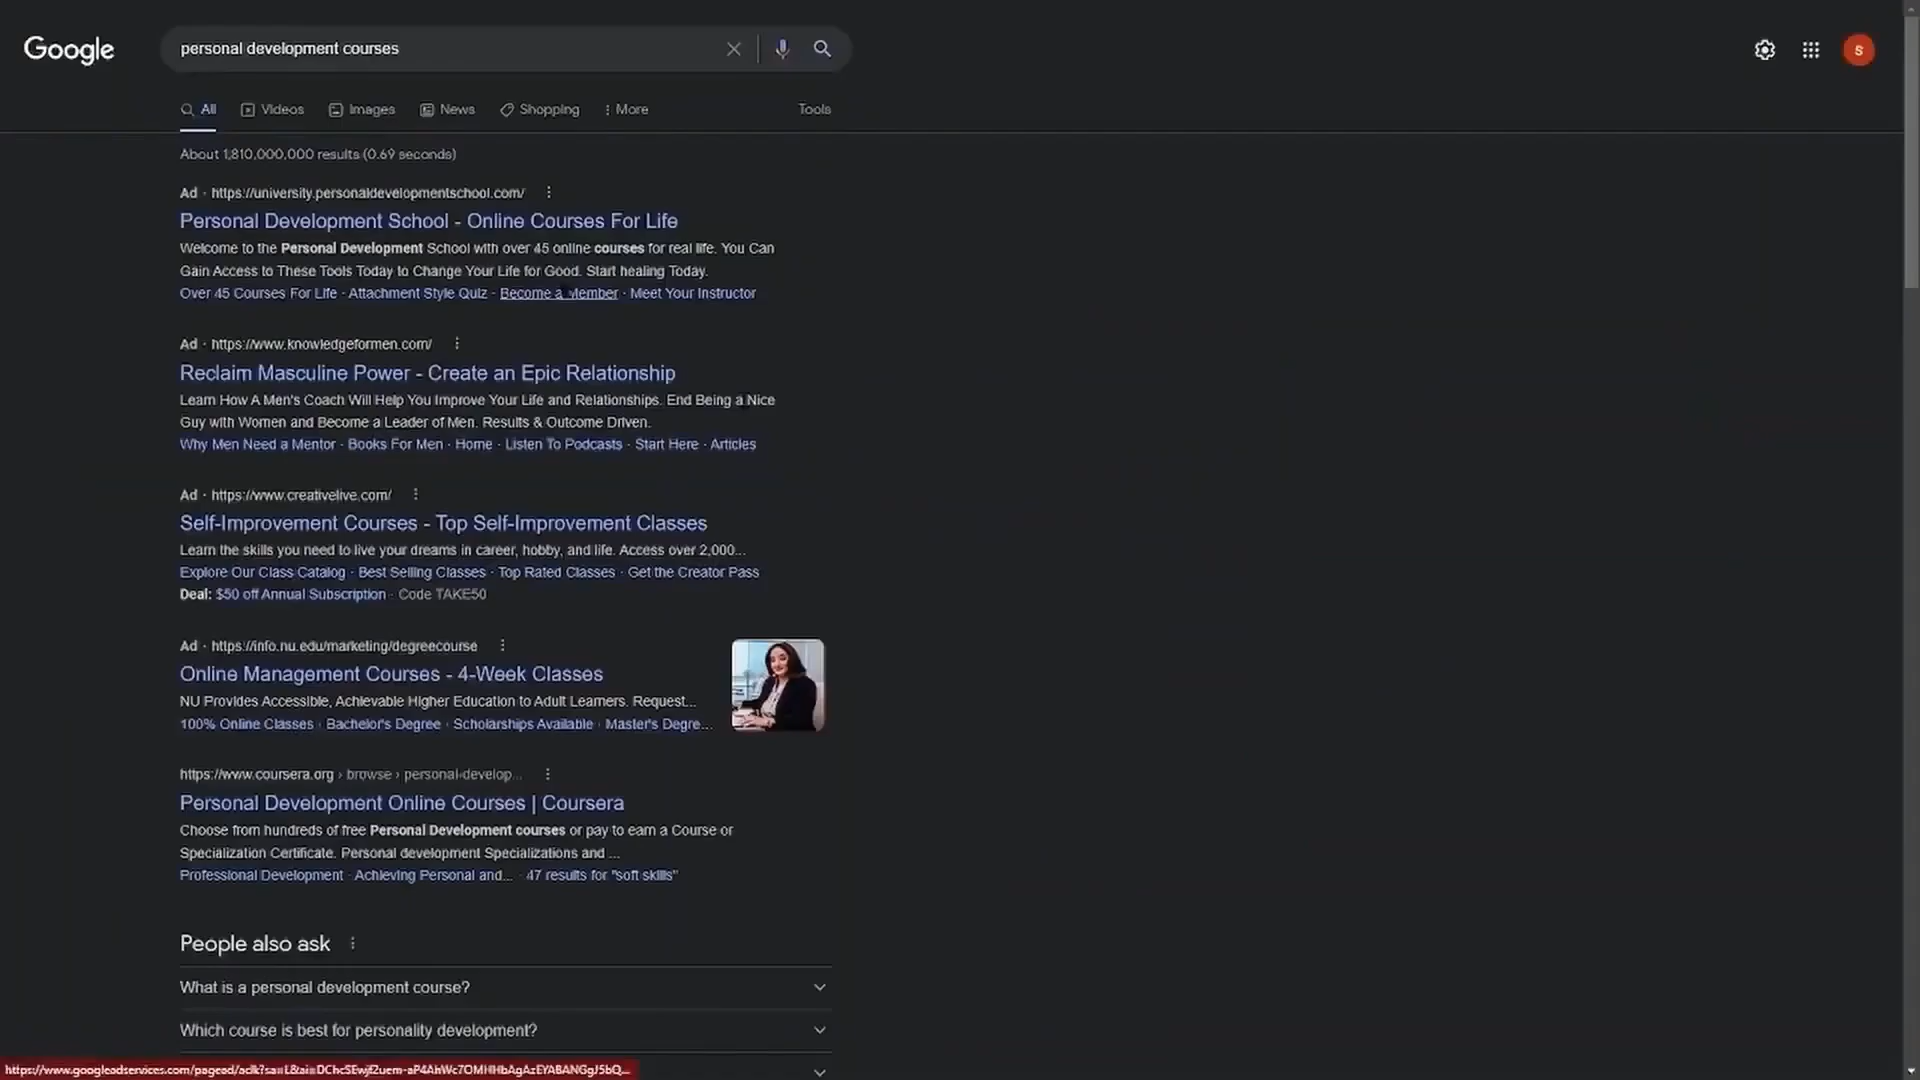 Google
personal development courses
All Videos Images News Shopping More Tools
About 1,810,000,000 results (0.69 seconds)
Ad · https://university.personaldevelopmentschool.com/
Personal Development School - Online Courses For Life
Welcome to the Personal Development School with over 45 online courses for real life. You Can
Gain Access to These Tools Today to Change Your Life for Good. Start healing Today.
Over 45 Courses For Life · Attachment Style Quiz · Become a Member · Meet Your Instructor
Ad · https://www.knowledgeformen.com/
Reclaim Masculine Power - Create an Epic Relationship
Learn How A Men's Coach Will Help You Improve Your Life and Relationships. End Being a Nice
Guy with Women and Become a Leader of Men. Results & Outcome Driven.
Why Men Need a Mentor · Books For Men · Home · Listen To Podcasts · Start Here · Articles
Ad · https://www.creativelive.com/
Self-Improvement Courses - Top Self-Improvement Classes
Learn the skills you need to live your dreams in career, hobby, and life. Access over 2,000...
Explore Our Class Catalog · Best Selling Classes · Top Rated Classes · Get the Creator Pass
Deal: $50 off Annual Subscription · Code TAKE50
Ad · https://info.nu.edu/marketing/degreecourse
Online Management Courses - 4-Week Classes
NU Provides Accessible, Achievable Higher Education to Adult Learners. Request...
100% Online Classes · Bachelor's Degree · Scholarships Available · Master's Degre...
https://www.coursera.org › browse › personal-develop...
Personal Development Online Courses | Coursera
Choose from hundreds of free Personal Development courses or pay to earn a Course or
Specialization Certificate. Personal development Specializations and ...
Professional Development · Achieving Personal and... · 47 results for "soft skills"
People also ask
What is a personal development course?
Which course is best for personality development?
S